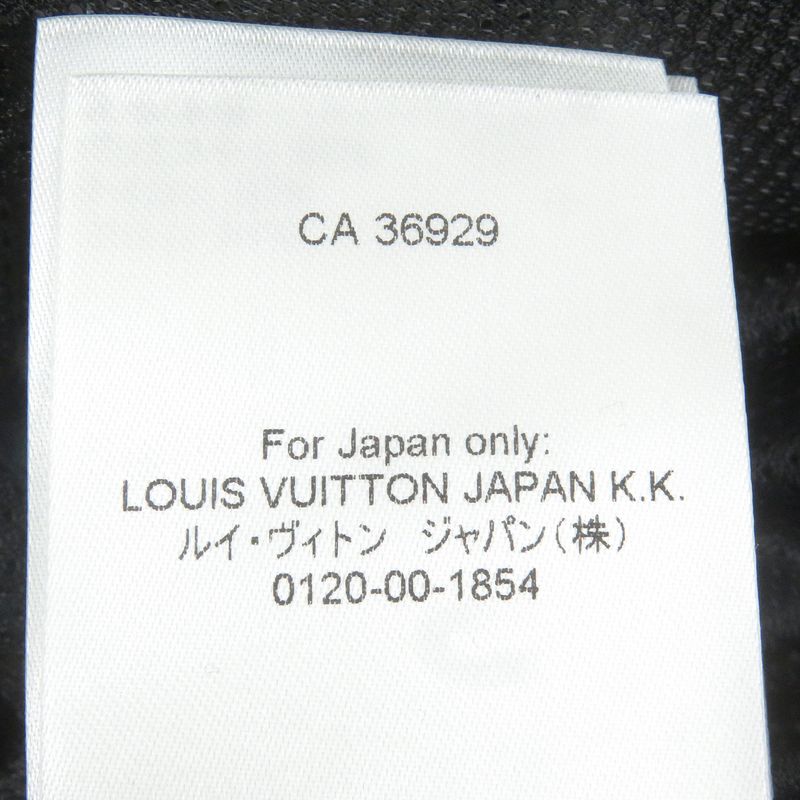 CA 36929
For Japan only:
LOUIS VUITTON JAPAN K.K.
ルイ・ヴィトン　ジャパン(株)
0120-00-1854